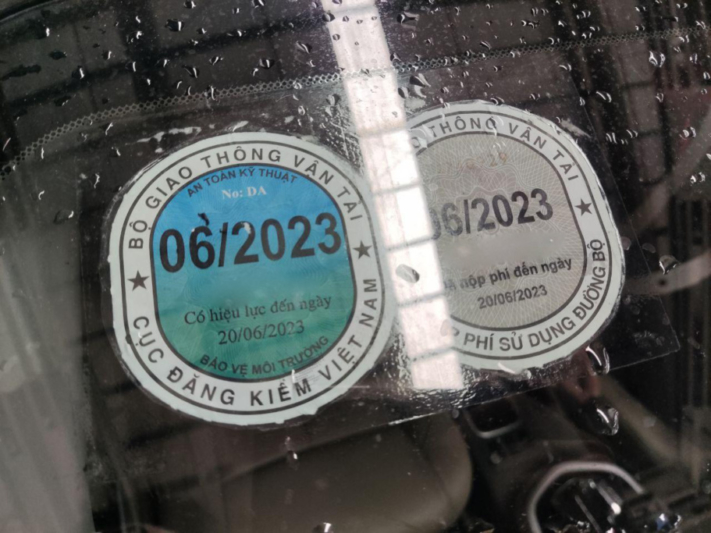 BỘ GIAO THÔNG VẬN TẢI
AN TOÀN KỸ THUẬT
No: DA
06/2023
Có hiệu lực đến ngày
20/06/2023
BẢO VỆ MÔI TRƯỜNG
CỤC ĐĂNG KIỂM VIỆT NAM
THÔNG VẬN TẢI
06/2023
nộp phí đến ngày
20/06/2023
PHÍ SỬ DỤNG ĐƯỜNG BỘ